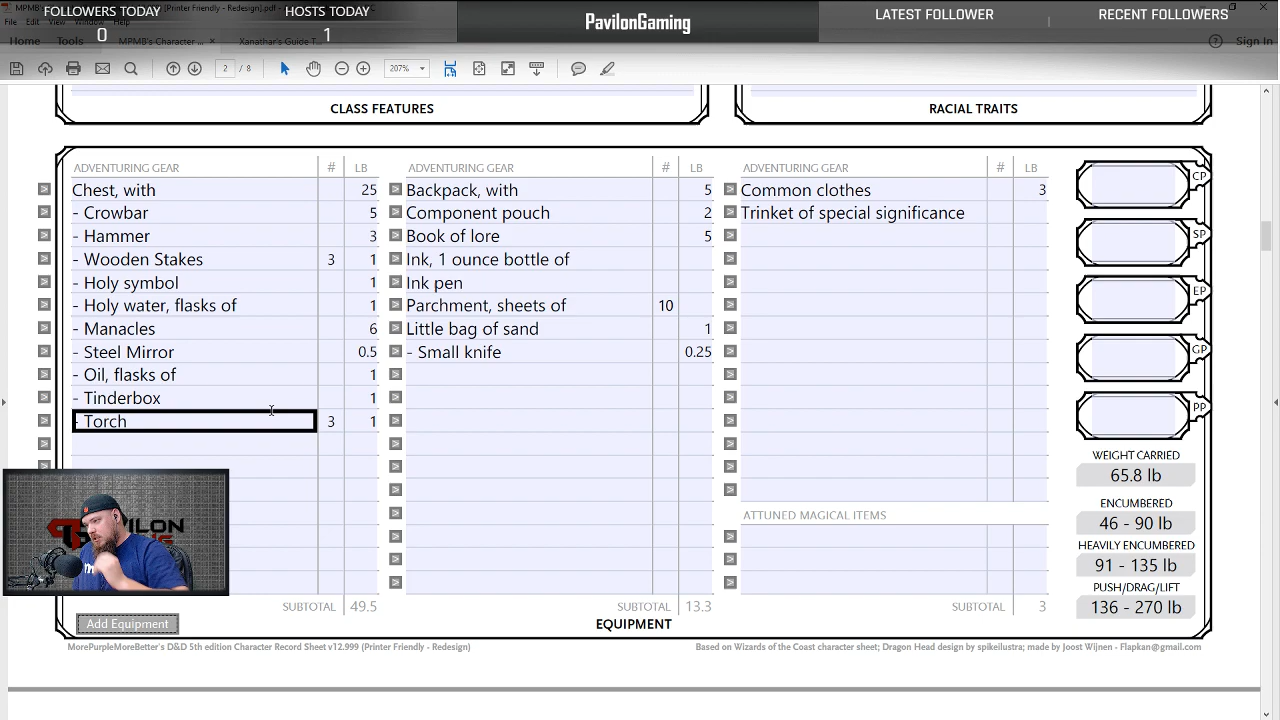 FOLLOWERS TODAY
0
HOSTS TODAY
1
PavilonGaming
LATEST FOLLOWER
RECENT FOLLOWERS
(Printer Friendly - Redesign].pdf
Home
Tools
MPMB's Character ...
Xanathar's Guide T...
Sign In
2 / 8
207%
CLASS FEATURES
RACIAL TRAITS
ADVENTURING GEAR # LB
Chest, with 25
- Crowbar 5
- Hammer 3
- Wooden Stakes 3 1
- Holy symbol 1
- Holy water, flasks of 1
- Manacles 6
- Steel Mirror 0.5
- Oil, flasks of 1
- Tinderbox 1
- Torch 3 1
SUBTOTAL 49.5
ADVENTURING GEAR # LB
Backpack, with 5
Component pouch 2
Book of lore 5
Ink, 1 ounce bottle of
Ink pen
Parchment, sheets of 10
Little bag of sand 1
- Small knife 0.25
SUBTOTAL 13.3
ADVENTURING GEAR # LB
Common clothes 3
Trinket of special significance
ATTUNED MAGICAL ITEMS
SUBTOTAL 3
CP
SP
EP
GP
PP
WEIGHT CARRIED
65.8 lb
ENCUMBERED
46 - 90 lb
HEAVILY ENCUMBERED
91 - 135 lb
PUSH/DRAG/LIFT
136 - 270 lb
Add Equipment
EQUIPMENT
MorePurpleMoreBetter's D&D 5th edition Character Record Sheet v12.999 (Printer Friendly - Redesign)
Based on Wizards of the Coast character sheet; Dragon Head design by spikeilustra; made by Joost Wijnen - Flapkan@gmail.com